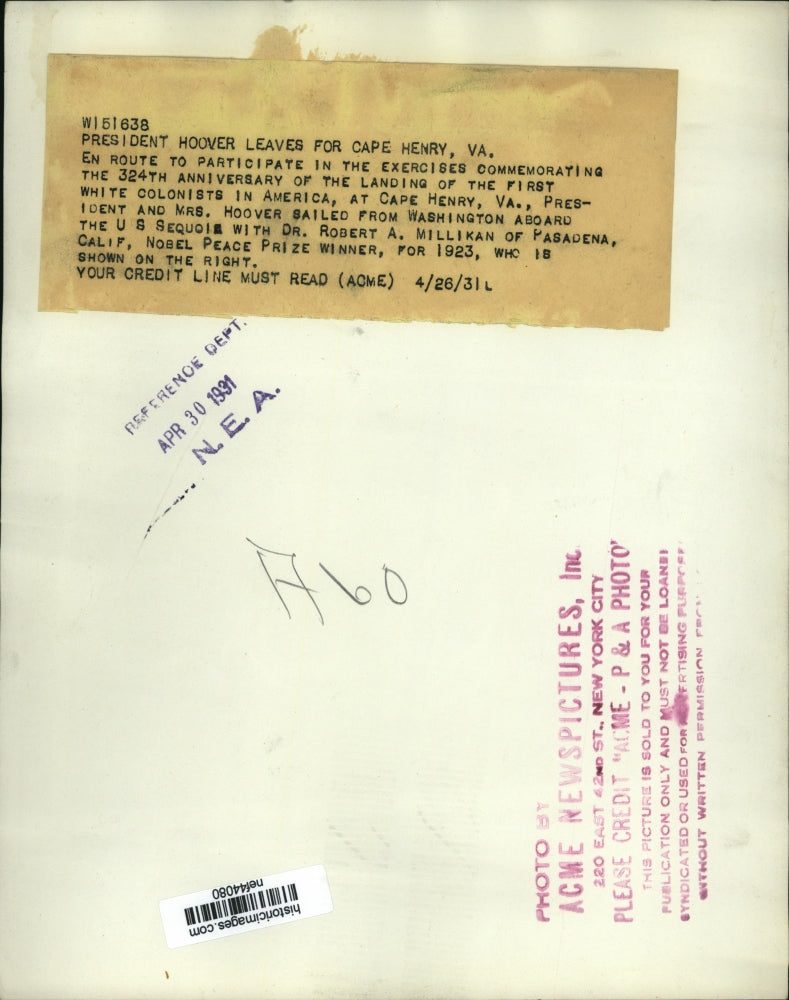 W151638
PRESIDENT HOOVER LEAVES FOR CAPE HENRY, VA.
EN ROUTE TO PARTICIPATE IN THE EXERCISES COMMEMORATING
THE 324TH ANNIVERSARY OF THE LANDING OF THE FIRST
WHITE COLONISTS IN AMERICA, AT CAPE HENRY, VA., PRES-
IDENT AND MRS. HOOVER SAILED FROM WASHINGTON ABOARD
THE U S SEQUOIA WITH DR. ROBERT A. MILLIKAN OF PASADENA,
CALIF, NOBEL PEACE PRIZE WINNER, FOR 1923, WHO IS
SHOWN ON THE RIGHT.
YOUR CREDIT LINE MUST READ (ACME) 4/26/31L
REFERENCE DEPT.
APR 30 1931
N. E. A.
A60
PHOTO BY
ACME NEWSPICTURES, Inc.
220 EAST 42ND ST., NEW YORK CITY
PLEASE CREDIT "ACME - P & A PHOTO"
THIS PICTURE IS SOLD TO YOU FOR YOUR
PUBLICATION ONLY AND MUST NOT BE LOANED
SYNDICATED OR USED FOR ADVERTISING PURPOSE
WITHOUT WRITTEN PERMISSION
historicimages.com
nef44080